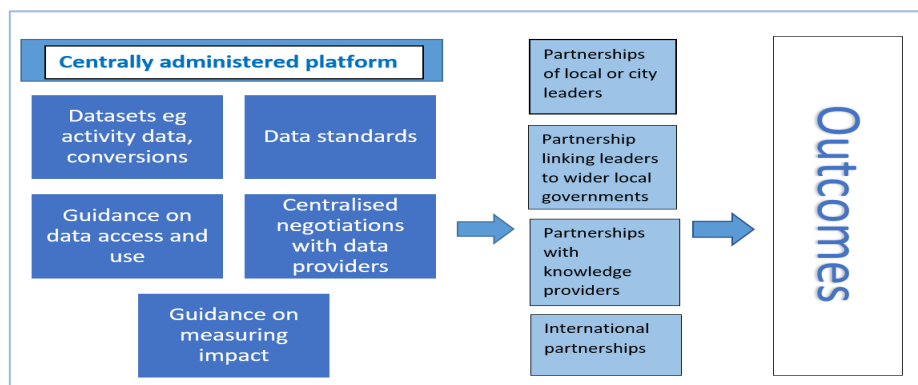 Centrally administered platform
Datasets eg
activity data,
conversions
Data standards
Guidance on
data access and
use
Centralised
negotiations
with data
providers
Guidance on
measuring
impact
Partnerships
of local or city
leaders
Partnership
linking leaders
to wider local
governments
Partnerships
with
knowledge
providers
International
partnerships
Outcomes